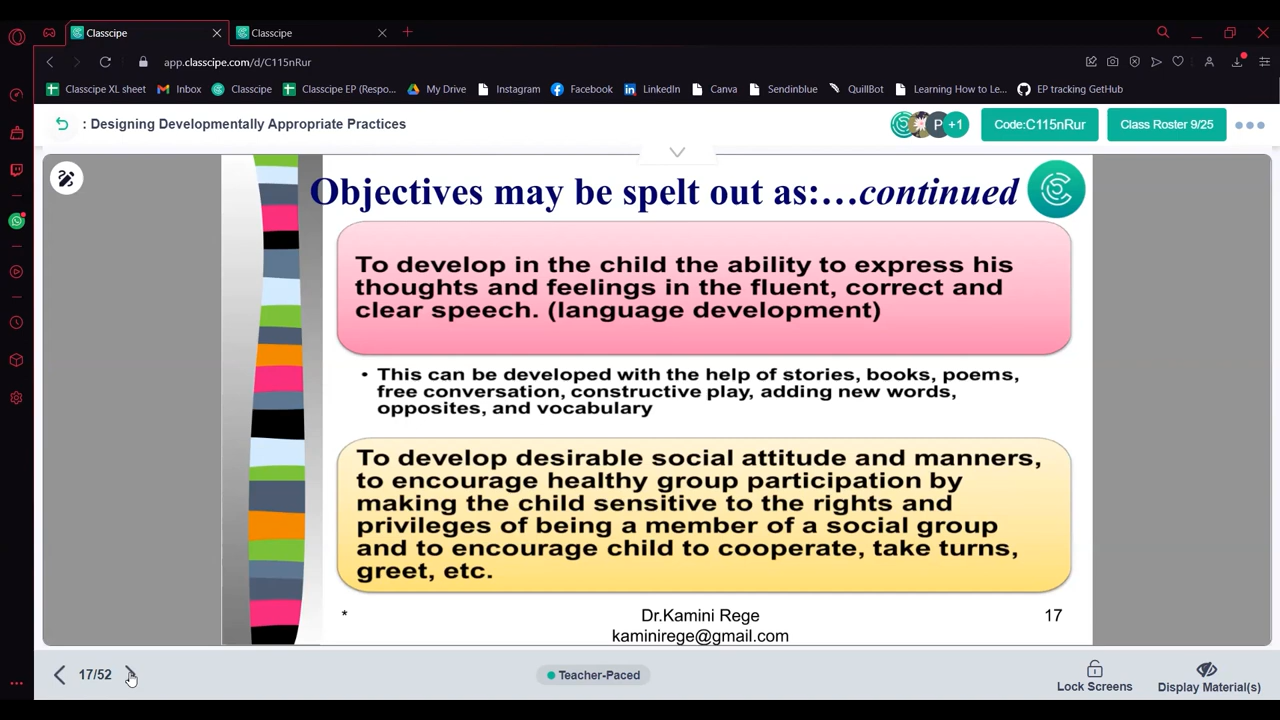 Classcipe
Classcipe
app.classcipe.com/d/C115nRur
Classcipe XL sheet
Inbox
Classcipe
Classcipe EP (Respo...
My Drive
Instagram
Facebook
LinkedIn
Canva
Sendinblue
QuillBot
Learning How to Le...
EP tracking GetHub
: Designing Developmentally Appropriate Practices
P
+1
Code:C115nRur
Class Roster 9/25
Objectives may be spelt out as:…continued
To develop in the child the ability to express his
thoughts and feelings in the fluent, correct and
clear speech. (language development)
• This can be developed with the help of stories, books, poems,
free conversation, constructive play, adding new words,
opposites, and vocabulary
To develop desirable social attitude and manners,
to encourage healthy group participation by
making the child sensitive to the rights and
privileges of being a member of a social group
and to encourage child to cooperate, take turns,
greet, etc.
*
Dr.Kamini Rege
kaminirege@gmail.com
17
17/52
Teacher-Paced
Lock Screens
Display Material(s)